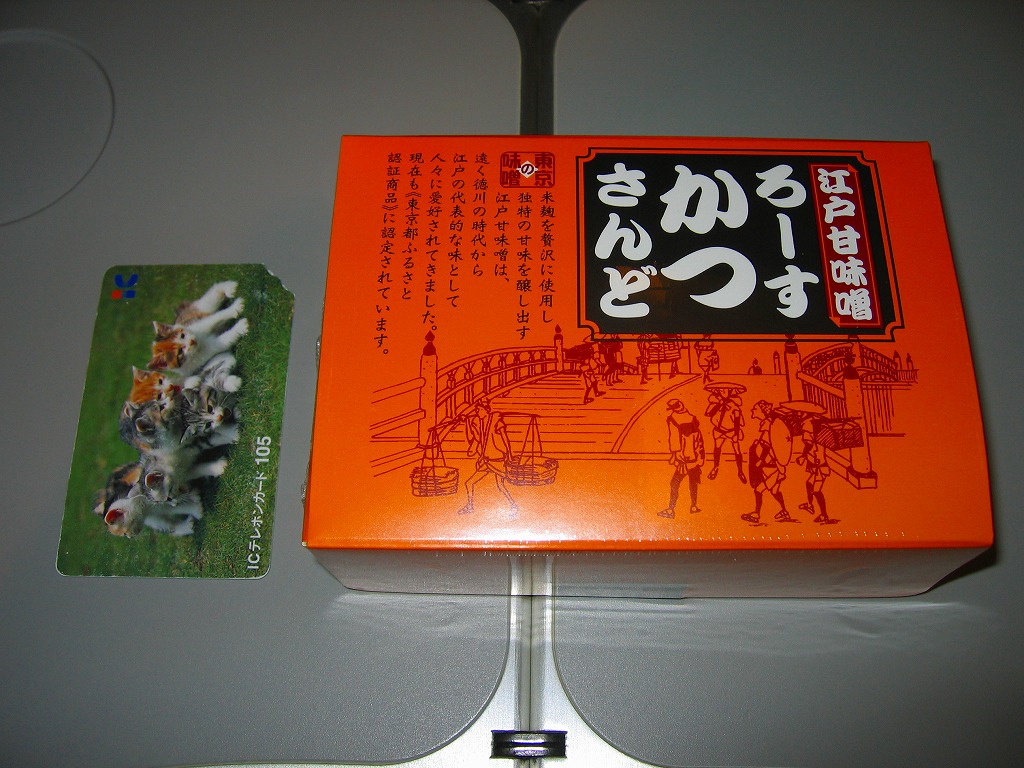 江戸甘味噌
ろーす
かつ
さんど
東京
の
味噌
米麹を贅沢に使用し
独特の甘味を醸し出す
江戸甘味噌は、
遠く徳川の時代から
江戸の代表的な味として
人々に愛好されてきました。
現在も《東京都ふるさと
認証商品》に認定されています。
ICテレホンカード 105